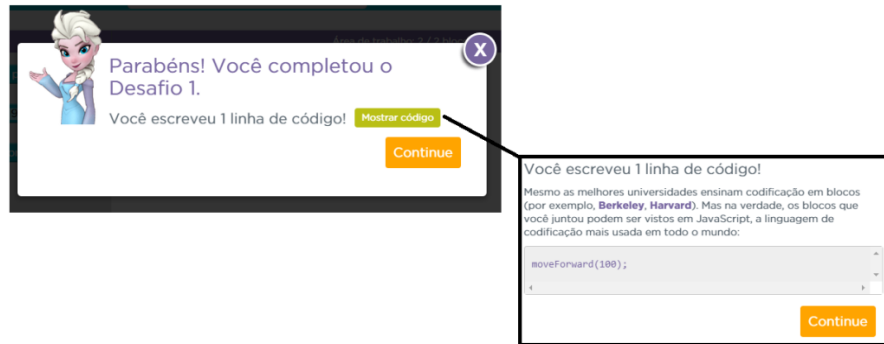 Área de trabalho: 2 / 2 bloc
X
Parabéns! Você completou o
Desafio 1.
Você escreveu 1 linha de código! Mostrar código
Continue
Você escreveu 1 linha de código!
Mesmo as melhores universidades ensinam codificação em blocos
(por exemplo, Berkeley, Harvard). Mas na verdade, os blocos que
você juntou podem ser vistos em JavaScript, a linguagem de
codificação mais usada em todo o mundo:
moveForward(100);
Continue